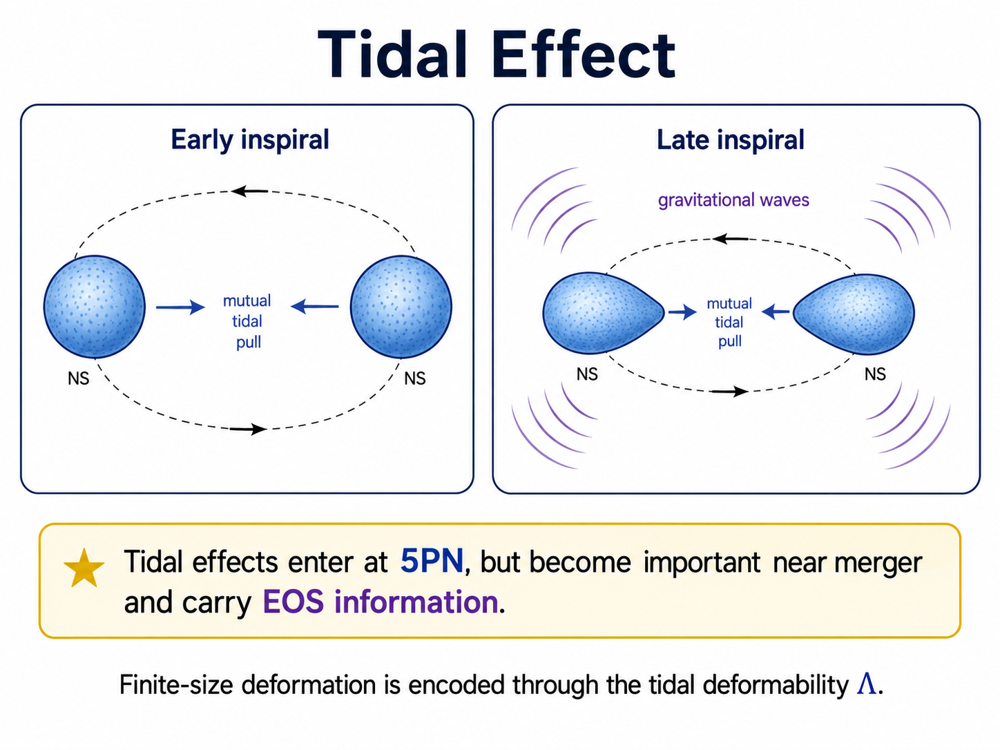 Tidal Effect
Early inspiral
mutual
tidal
pull
NS
NS
Late inspiral
gravitational waves
mutual
tidal
pull
NS
NS
Tidal effects enter at 5PN, but become important near merger
and carry EOS information.
Finite-size deformation is encoded through the tidal deformability Λ.